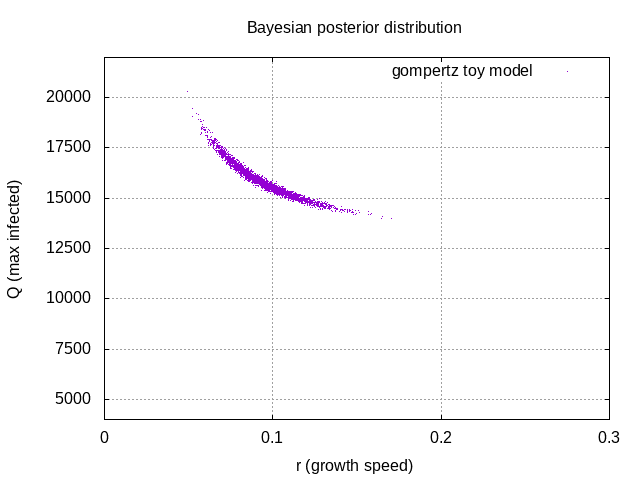 Bayesian posterior distribution
gompertz toy model
20000
17500
15000
12500
10000
7500
5000
Q (max infected)
0
0.1
0.2
0.3
r (growth speed)